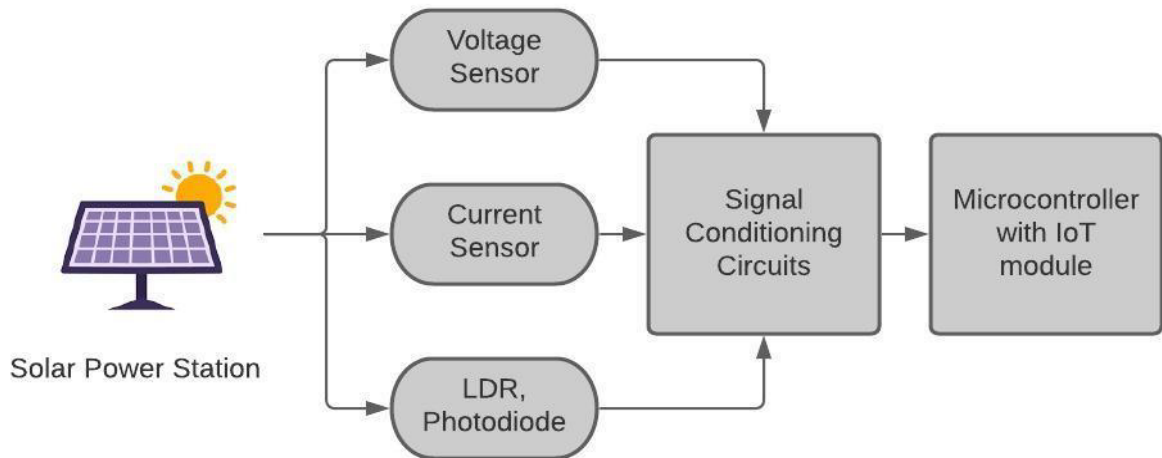 Solar Power Station
Voltage
Sensor
Current
Sensor
LDR,
Photodiode
Signal
Conditioning
Circuits
Microcontroller
with IoT
module